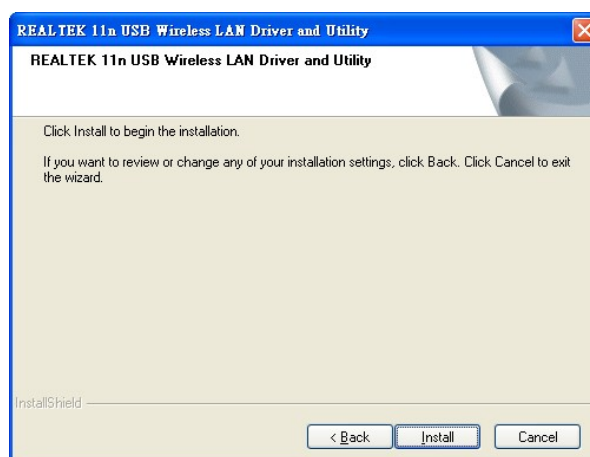 REALTEK 11n USB Wireless LAN Driver and Utility
REALTEK 11n USB Wireless LAN Driver and Utility
Click Install to begin the installation.
If you want to review or change any of your installation settings, click Back. Click Cancel to exit
the wizard.
InstallShield
< Back
Install
Cancel